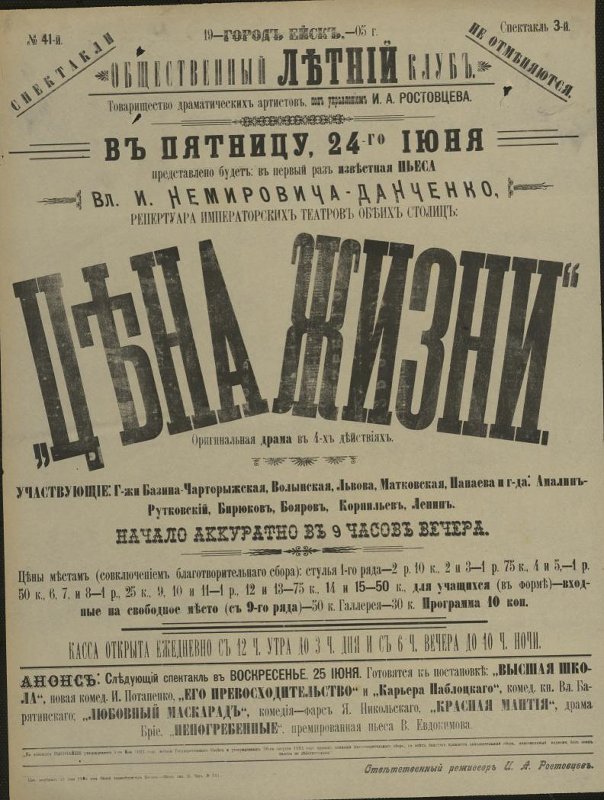 № 41-й.
19—ГОРОДЪ ЕЙСКЪ.—05 г.
Спектакль 3-й.
СПЕКТАКЛИ
НЕ ОТМѢНЯЮТСЯ.
ОБЩЕСТВЕННЫЙ ЛѢТНІЙ КЛУБЪ.
Товарищество драматическихъ артистовъ, подъ управленіемъ И. А. РОСТОВЦЕВА.
ВЪ ПЯТНИЦУ, 24-го ІЮНЯ
представлено будетъ: въ первый разъ извѣстная ПЬЕСА
Вл. И. НЕМИРОВИЧА-ДАНЧЕНКО,
РЕПЕРТУАРА ИМПЕРАТОРСКИХЪ ТЕАТРОВЪ ОБѢИХЪ СТОЛИЦЪ:
„ЦѢНА ЖИЗНИ“.
Оригинальная драма въ 4-хъ дѣйствіяхъ.
УЧАСТВУЮЩІЕ: Г-жи Базина-Чарторыжская, Волынская, Львова, Матковская, Панаева и г-да: Амалин-
Рутковскій, Бирюковъ, Бояровъ, Корнильевъ, Ленинъ.
НАЧАЛО АККУРАТНО ВЪ 9 ЧАСОВЪ ВЕЧЕРА.
Цѣны мѣстамъ (совключеніемъ благотворительнаго сбора): стулья 1-го ряда—2 р. 10 к., 2 и 3—1 р. 75 к., 4 и 5,—1 р.
50 к., 6, 7, и 8—1 р., 25 к., 9, 10 и 11—1 р., 12 и 13—75 к., 14 и 15—50 к., для учащихся (въ формѣ)—вход-
ные на свободное мѣсто (съ 9-го ряда)—50 к. Галлерея—30 к. Программа 10 коп.
КАССА ОТКРЫТА ЕЖЕДНЕВНО СЪ 12 Ч. УТРА ДО 3 Ч. ДНЯ И СЪ 6 Ч. ВЕЧЕРА ДО 10 Ч. НОЧИ.
АНОНСЪ: Слѣдующій спектакль въ ВОСКРЕСЕНЬЕ, 25 ІЮНЯ. Готовятся къ постановкѣ: „ВЫСШАЯ ШКО-
ЛА“, новая комед. И. Потапенко, „ЕГО ПРЕВОСХОДИТЕЛЬСТВО“ и „Карьера Наблоцкаго“, комед. кн. Вл. Ба-
рятинскаго; „ЛЮБОВНЫЙ МАСКАРАДЪ“, комедія—фарсъ Я. Никольскаго, „КРАСНАЯ МАНТІЯ“, драма
Бріе, „НЕПОГРЕБЕННЫЕ“, премированная пьеса В. Евдокимова.
Отвѣтственный режиссеръ И. А. Ростовцевъ.